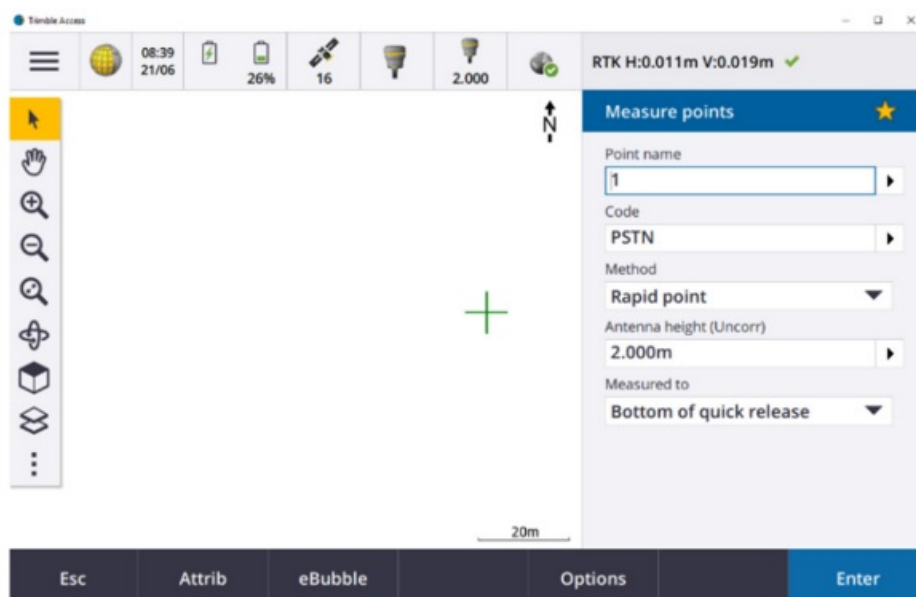 Trimble Access
08:39
21/06
26%
16
2.000
RTK H:0.011m V:0.019m
Measure points
Point name
1
Code
PSTN
Method
Rapid point
Antenna height (Uncorr)
2.000m
Measured to
Bottom of quick release
N
20m
Esc Attrib eBubble Options Enter